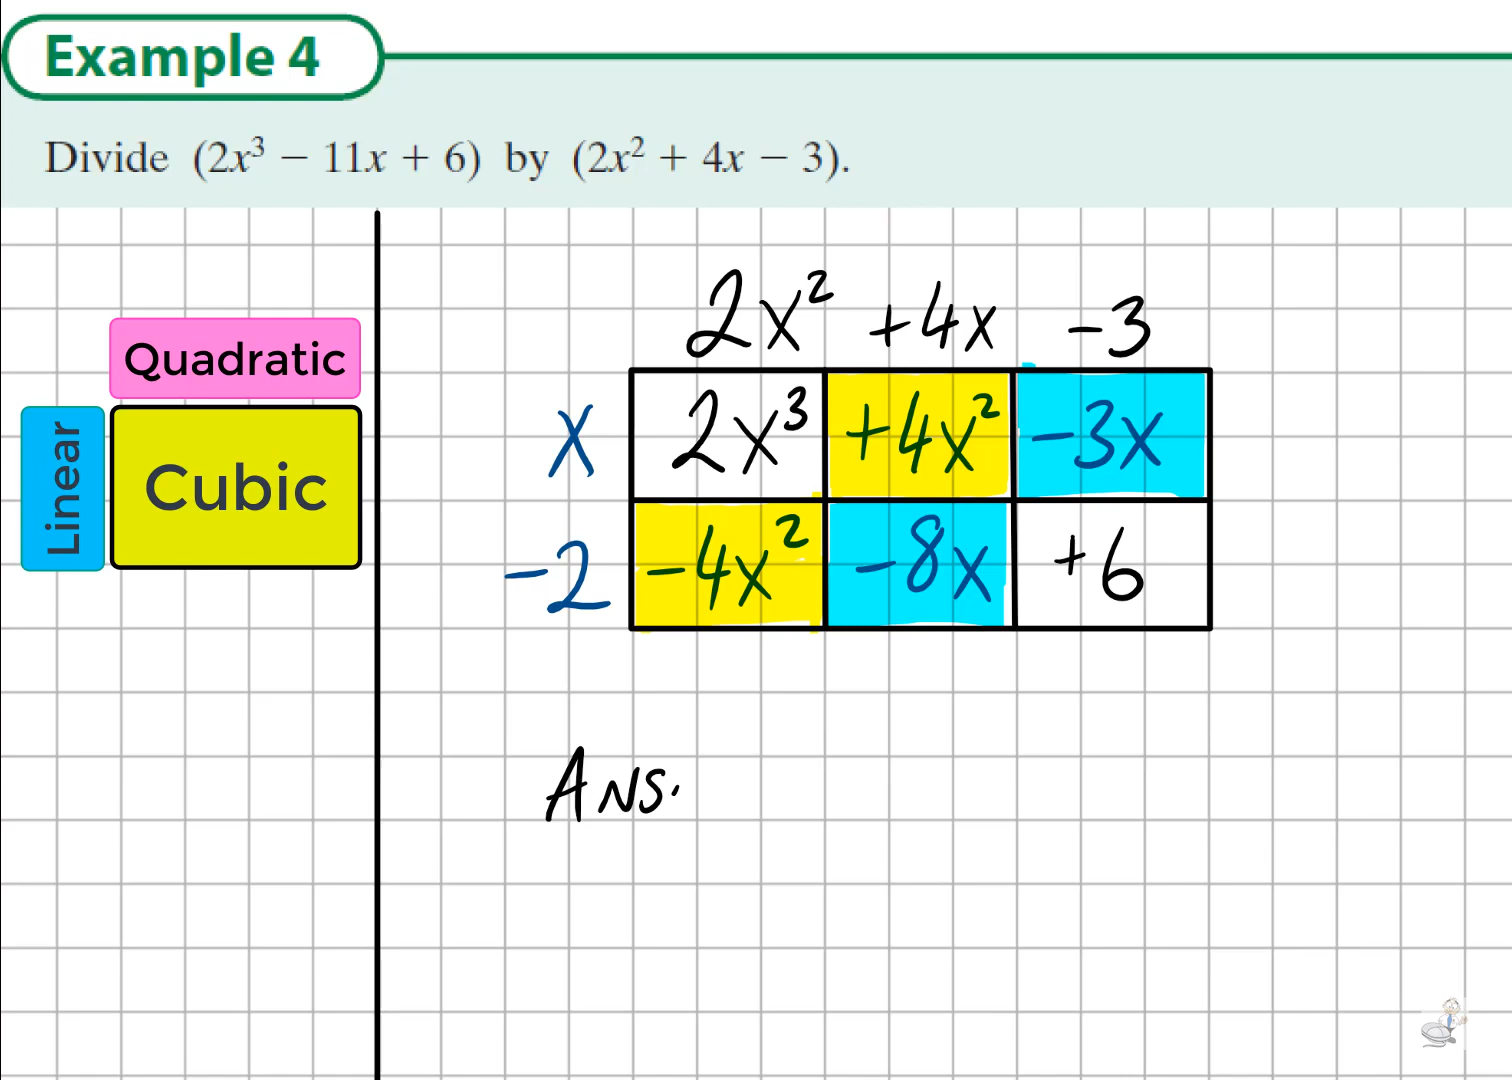 Example 4
Divide (2x³ − 11x + 6) by (2x² + 4x − 3).
Quadratic
Linear
Cubic
2x² +4x −3
x 2x³ +4x² −3x
−2 −4x² −8x +6
Ans.